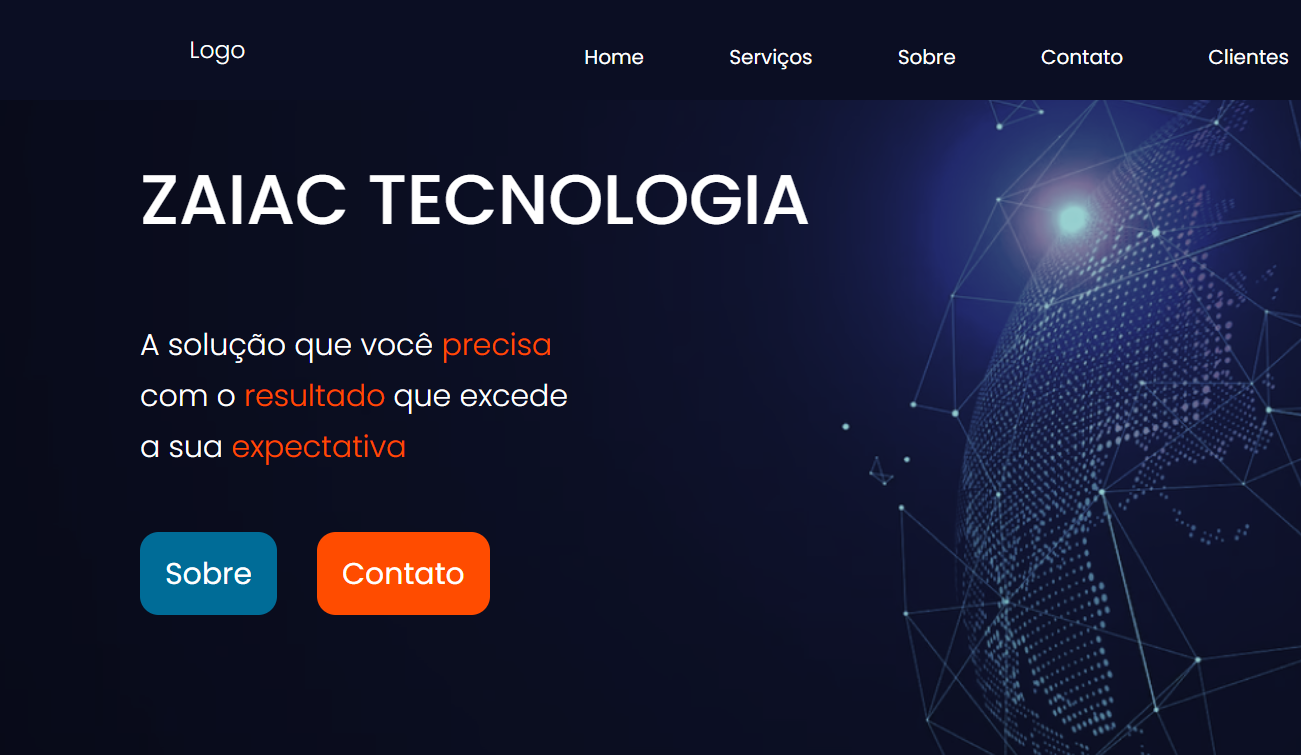 Logo
Home Serviços Sobre Contato Clientes
ZAIAC TECNOLOGIA
A solução que você precisa
com o resultado que excede
a sua expectativa
Sobre Contato